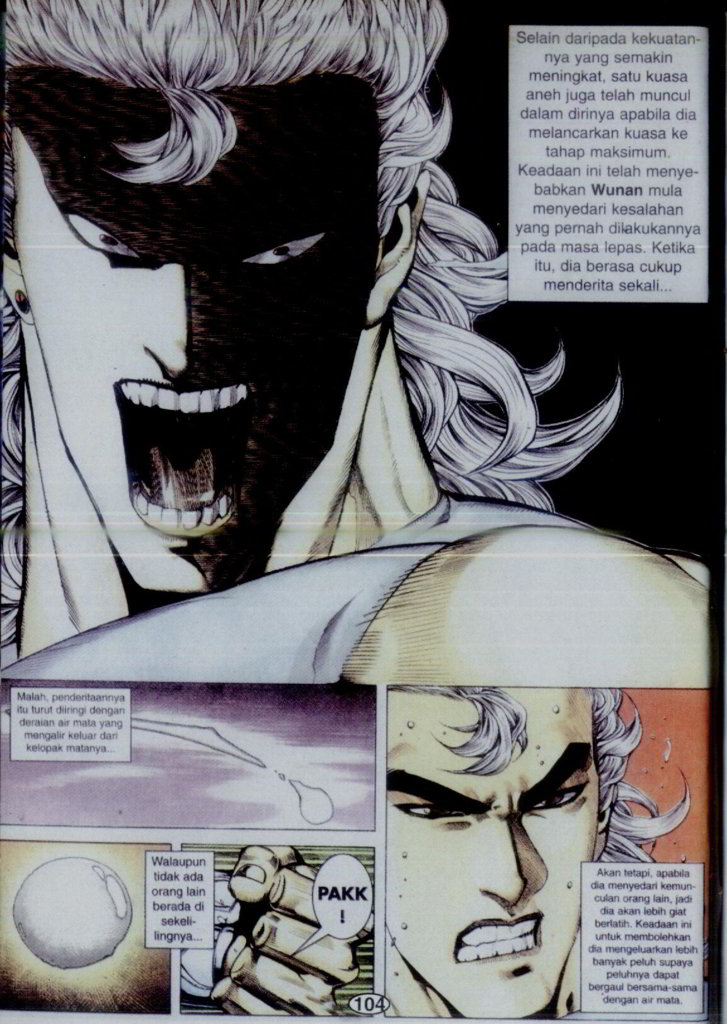 Selain daripada kekuatan-
nya yang semakin
meningkat, satu kuasa
aneh juga telah muncul
dalam dirinya apabila dia
melancarkan kuasa ke
tahap maksimum.
Keadaan ini telah menye-
babkan Wunan mula
menyedari kesalahan
yang pernah dilakukannya
pada masa lepas. Ketika
itu, dia berasa cukup
menderita sekali...
Malah, penderitaannya
itu turut diiringi dengan
deraian air mata yang
mengalir keluar dari
kelopak matanya...
Walaupun
tidak ada
orang lain
berada di
sekeli-
lingnya...
PAKK
!
Akan tetapi, apabila
dia menyedari kemun-
culan orang lain, jadi
dia akan lebih giat
berlatih. Keadaan ini
untuk membolehkan
dia mengeluarkan lebih
banyak peluh supaya
peluhnya dapat
bergaul bersama-sama
dengan air mata.
104